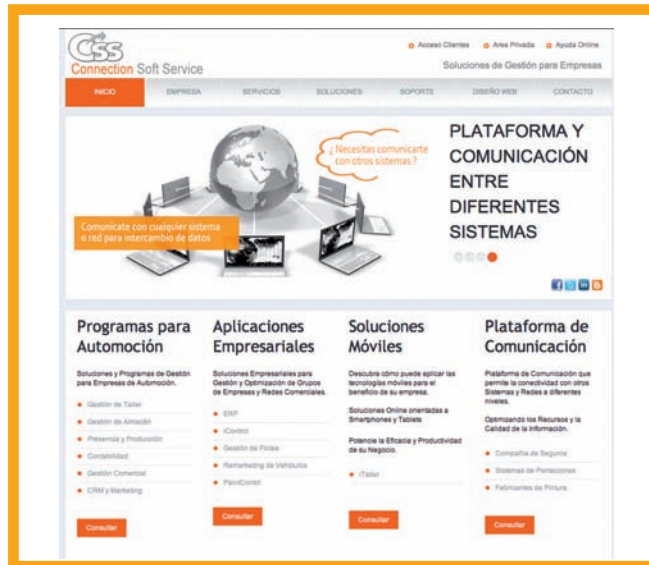 CSS
Connection Soft Service
Acceso Clientes
Area Privada
Ayuda Online
Soluciones de Gestión para Empresas
INICIO
EMPRESA
SERVICIOS
SOLUCIONES
SOPORTE
DISEÑO WEB
CONTACTO
¿Necesitas comunicarte
con otros sistemas ?
Comunícate con cualquier sistema
o red para intercambio de datos
PLATAFORMA Y
COMUNICACIÓN
ENTRE
DIFERENTES
SISTEMAS
Programas para
Automoción
Soluciones y Programas de Gestión
para Empresas de Automoción.
Gestión de Taller
Gestión de Almacén
Presencia y Producción
Contabilidad
Gestión Comercial
CRM y Marketing
Consultar
Aplicaciones
Empresariales
Soluciones Empresariales para
Gestión y Optimización de Grupos
de Empresas y Redes Comerciales.
ERP
iControl
Gestión de Flotas
Remarketing de Vehículos
PaintControl
Consultar
Soluciones
Móviles
Descubra cómo puede aplicar las
tecnologías móviles para el
beneficio de su empresa.
Soluciones Online orientadas a
Smartphones y Tablets
Potencie la Eficacia y Productividad
de su Negocio.
iTaller
Consultar
Plataforma de
Comunicación
Plataforma de Comunicación que
permite la conectividad con otros
Sistemas y Redes a diferentes
niveles.
Optimizando los Recursos y la
Calidad de la Información.
Compañía de Seguros
Sistemas de Peritaciones
Fabricantes de Pintura
Consultar